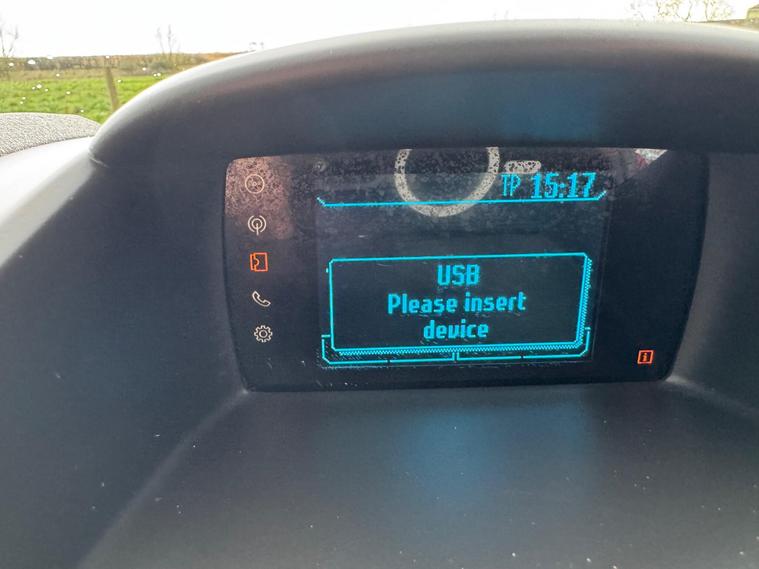 TP 15:17
USB
Please insert
device